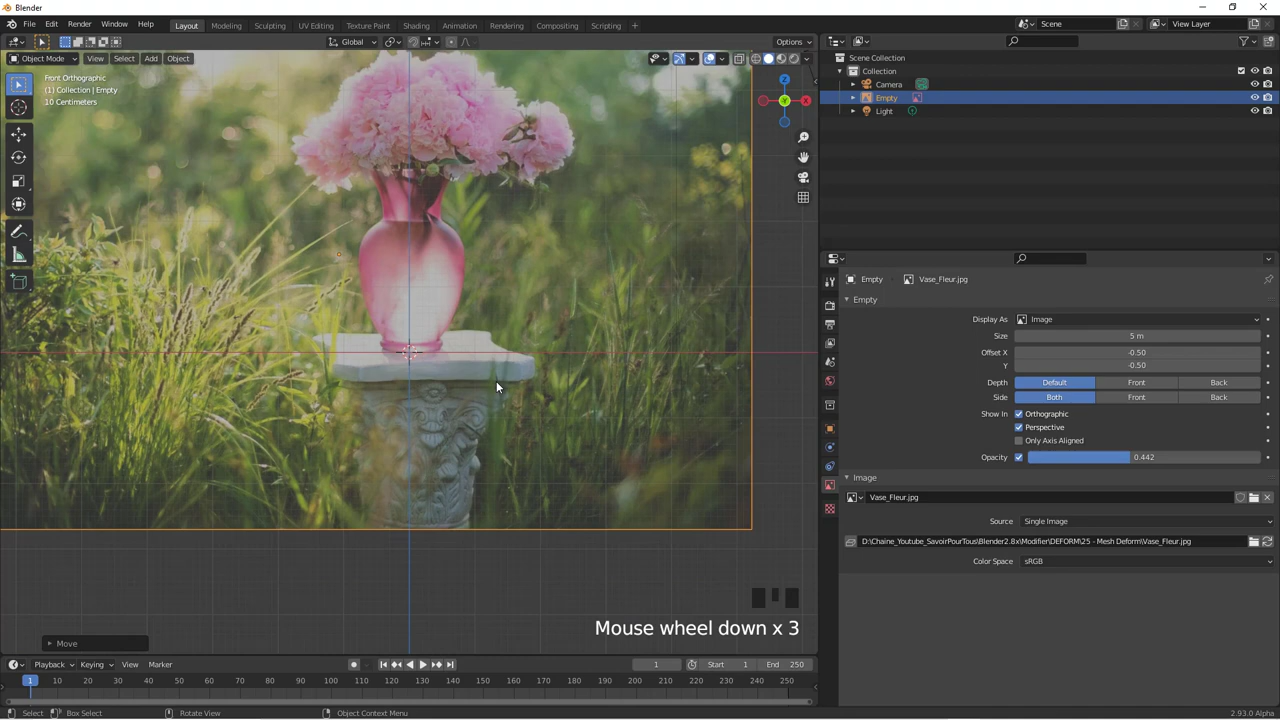 Blender
File Edit Render Window Help Layout Modeling Sculpting UV Editing Texture Paint Shading Animation Rendering Compositing Scripting + Scene View Layer
Global Options
Object Mode View Select Add Object
Front Orthographic
(1) Collection | Empty
10 Centimeters
Z
Y
X
Move
Mouse wheel down x 3
Scene Collection
Collection
Camera
Empty
Light
Empty Vase_Fleur.jpg
Empty
Display As Image
Size 5 m
Offset X -0.50
Y -0.50
Depth Default Front Back
Side Both Front Back
Show In Orthographic
Perspective
Only Axis Aligned
Opacity 0.442
Image
Vase_Fleur.jpg
Source Single Image
D:\Chaine_Youtube_SavoirPourTous\Blender2.8x\Modifier\DEFORM\25 - Mesh Deform\Vase_Fleur.jpg
Color Space sRGB
Playback Keying View Marker 1 Start 1 End 250
1 10 20 30 40 50 60 70 80 90 100 110 120 130 140 150 160 170 180 190 200 210 220 230 240 250
Select Box Select Rotate View Object Context Menu 2.93.0 Alpha